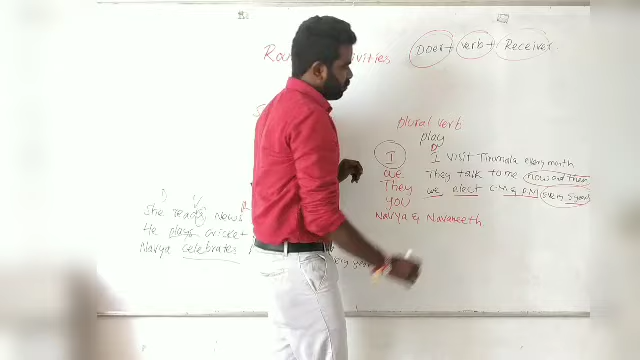 Doer + verb + Receiver
plural verb
play
I
D
I visit Tirumala every month
we
They talk to me now and then
They
we elect C.M & P.M every 5 years
You
Navya & Navaneeth
D V R
She reads news
He plays cricket
Navya celebrates